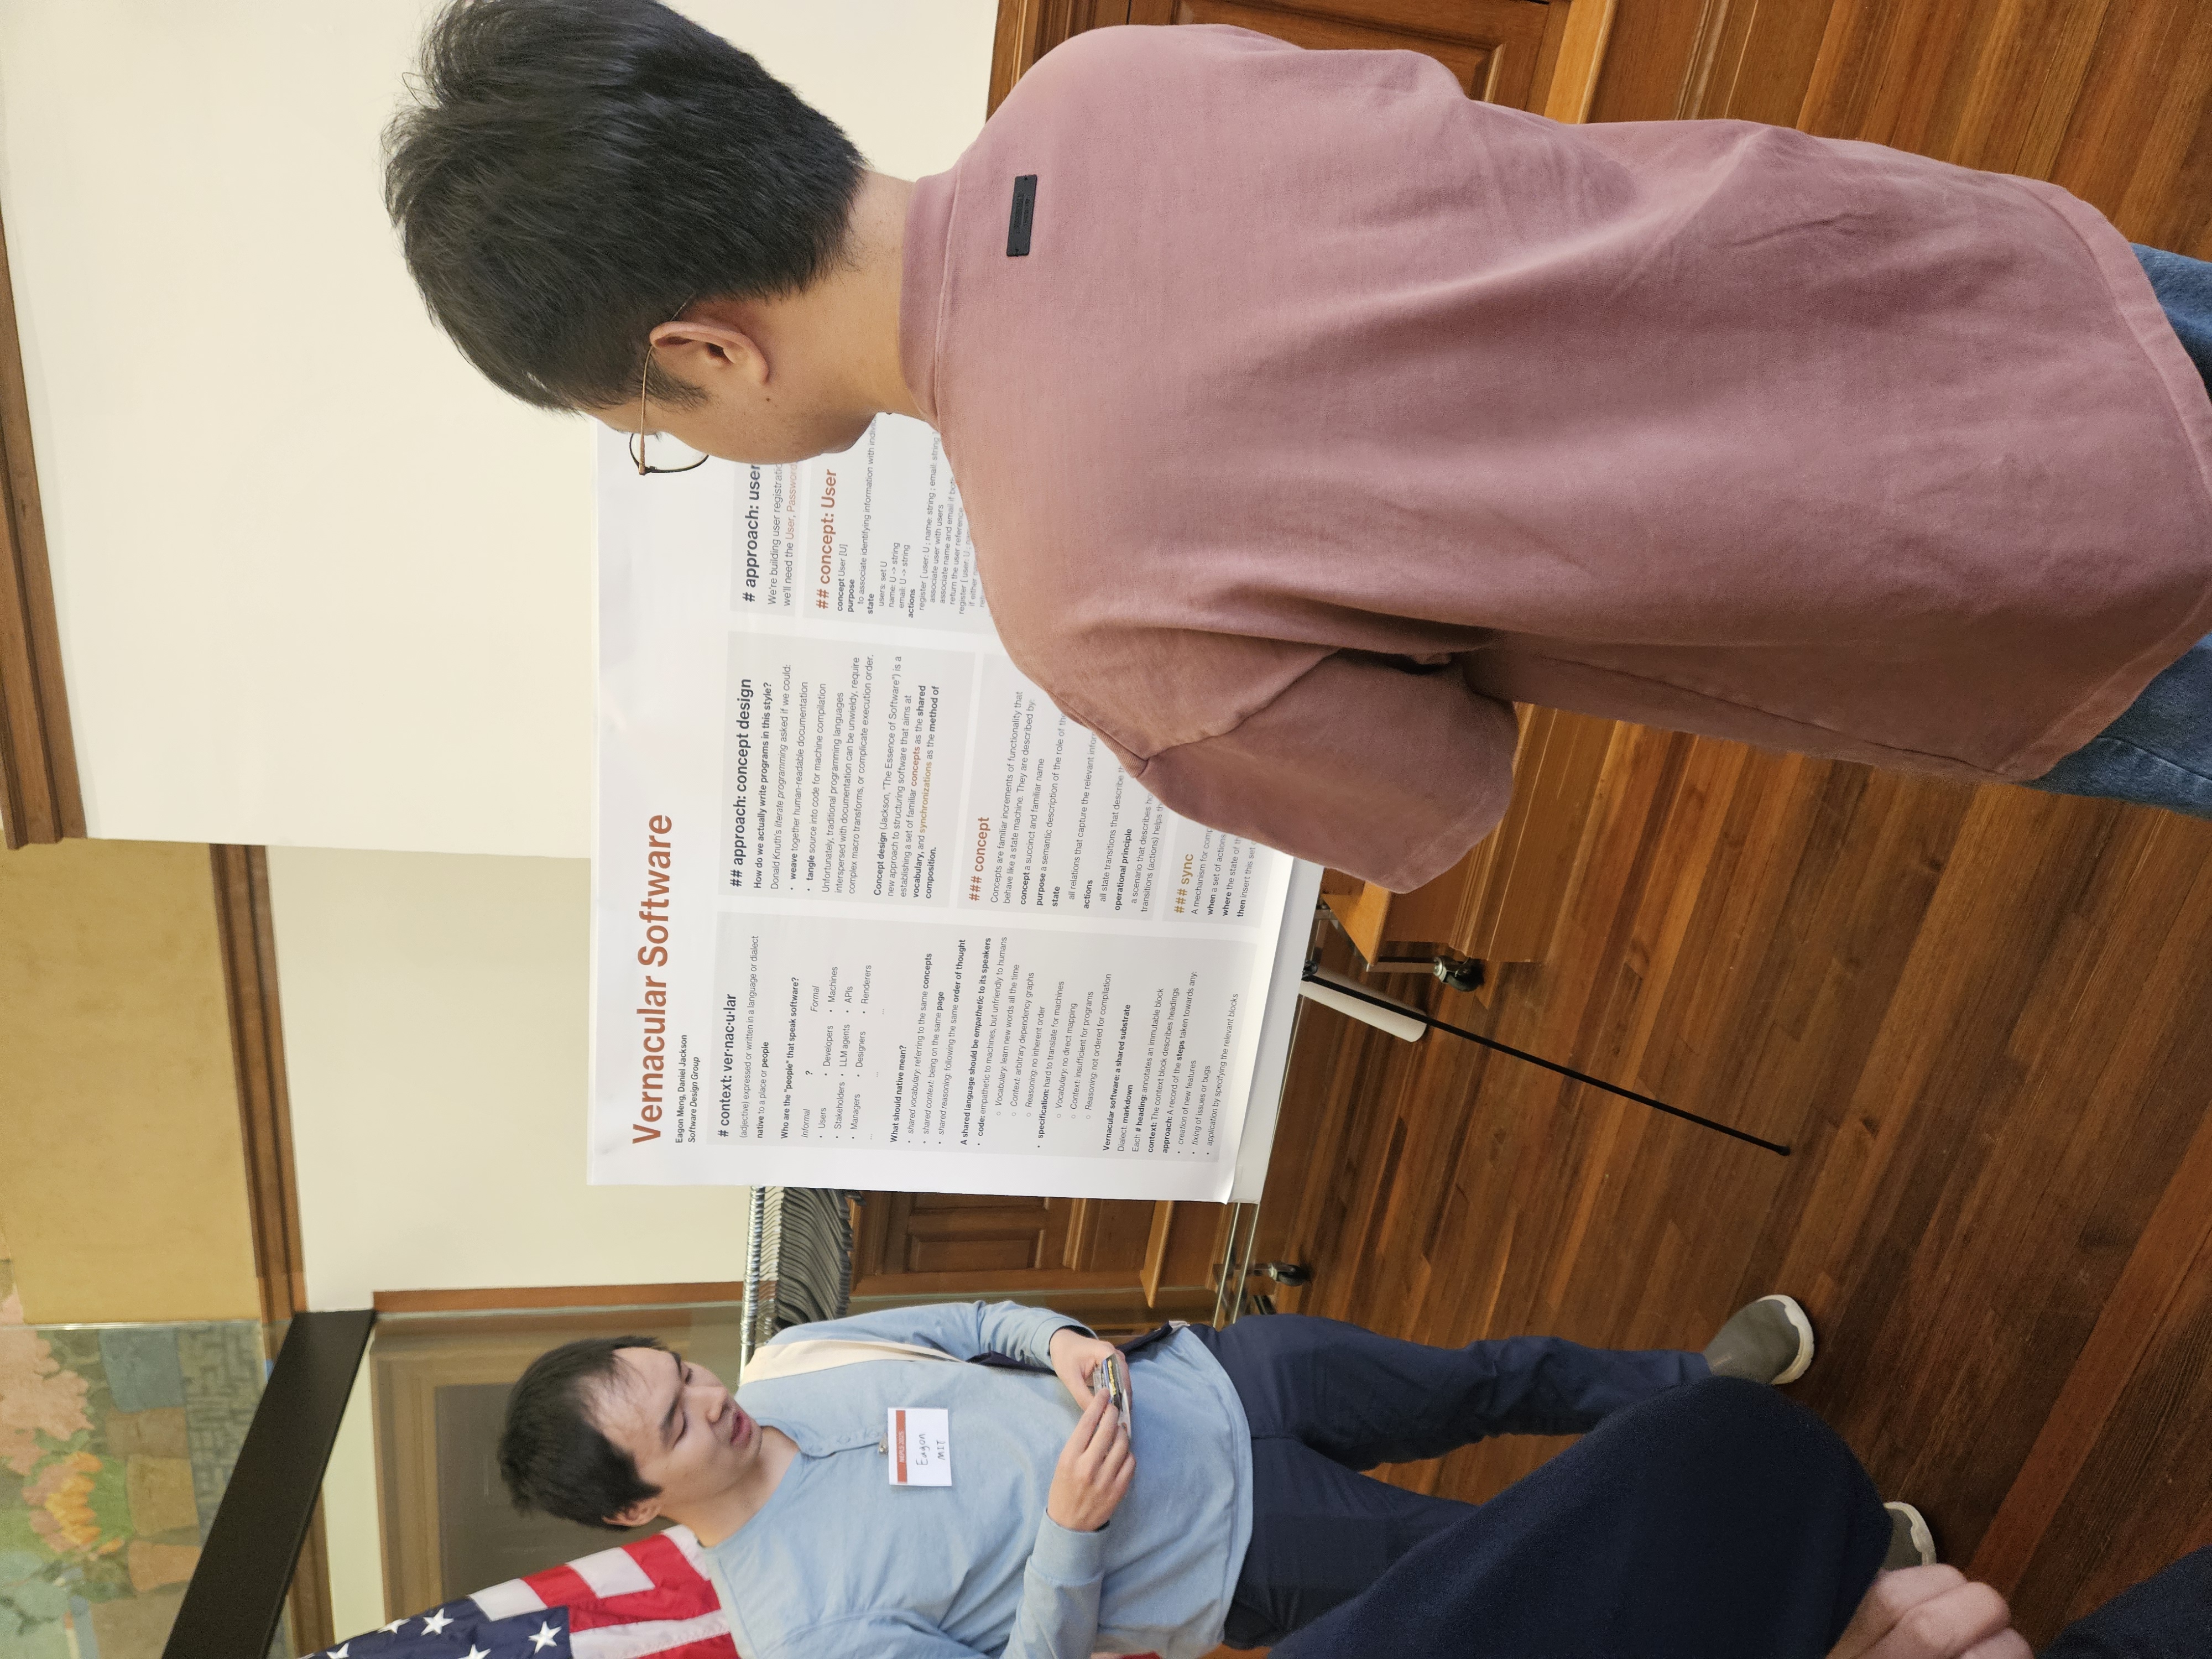 Vernacular Software
Eagon Meng, Daniel Jackson
Software Design Group
# context: ver·nac·u·lar
(adjective) expressed or written in a language or dialect
native to a place or people
Who are the "people" that speak software?
Informal ? Formal
• Users • Developers • Machines
• Stakeholders • LLM agents • APIs
• Managers • Designers • Renderers
... ... ...
What should native mean?
• shared vocabulary: referring to the same concepts
• shared context: being on the same page
• shared reasoning: following the same order of thought
A shared language should be empathetic to its speakers
• code: empathetic to machines, but unfriendly to humans
○ Vocabulary: learn new words all the time
○ Context: arbitrary dependency graphs
○ Reasoning: no inherent order
• specification: hard to translate for machines
○ Vocabulary: no direct mapping
○ Context: insufficient for programs
○ Reasoning: not ordered for compilation
Vernacular software: a shared substrate
Dialect: markdown
Each # heading: annotates an immutable block
context: The context block describes headings
approach: A record of the steps taken towards any:
• creation of new features
• fixing of issues or bugs
• application by specifying the relevant blocks
## approach: concept design
How do we actually write programs in this style?
Donald Knuth's literate programming asked if we could:
• weave together human-readable documentation
• tangle source into code for machine compilation
Unfortunately, traditional programming languages
interspersed with documentation can be unwieldy, require
complex macro transforms, or complicate execution order.
Concept design (Jackson, "The Essence of Software") is a
new approach to structuring software that aims at
establishing a set of familiar concepts as the shared
vocabulary, and synchronizations as the method of
composition.
### concept
Concepts are familiar increments of functionality that
behave like a state machine. They are described by:
concept a succinct and familiar name
purpose a semantic description of the role of the
state
all relations that capture the relevant
actions
all state transitions that describe
operational principle
a scenario that describes
transitions (actions) helps
### sync
A mechanism for
when a set of actions
where the state of
then insert this set
# approach: user
We're building user
we'll need the User, Password
## concept: User
concept User [U]
purpose
to associate identifying information with
state
users: set U
name: U -> string
email: U -> string
actions
register [ user: U ; name: string ; email: string
associate user with users
associate name and email if both
return the user reference
register [ user: U ;
if either
NEPLS 2025
Eagon
MIT